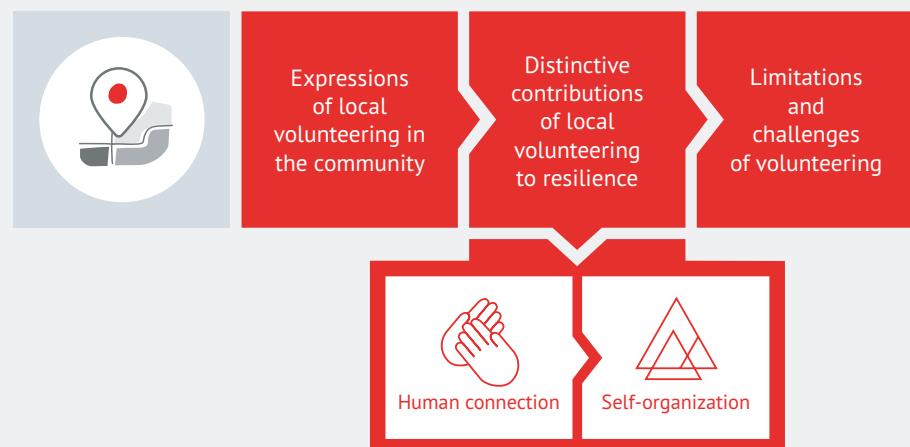 Expressions
of local
volunteering in
the community
Distinctive
contributions
of local
volunteering
to resilience
Limitations
and
challenges
of volunteering
Human connection
Self-organization